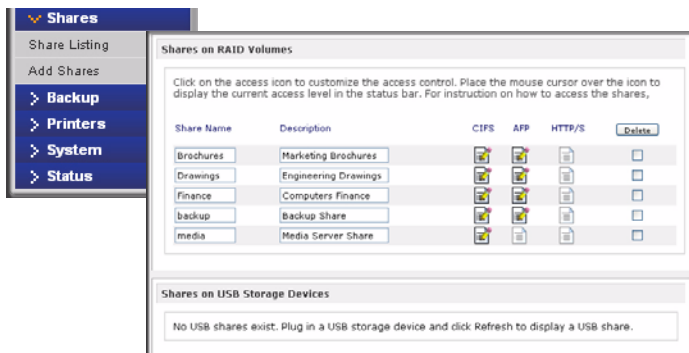 Shares
Share Listing
Add Shares
Backup
Printers
System
Status
Shares on RAID Volumes
Click on the access icon to customize the access control. Place the mouse cursor over the icon to
display the current access level in the status bar. For instruction on how to access the shares,
Share Name Description CIFS AFP HTTP/S Delete
Brochures Marketing Brochures
Drawings Engineering Drawings
Finance Computers Finance
backup Backup Share
media Media Server Share
Shares on USB Storage Devices
No USB shares exist. Plug in a USB storage device and click Refresh to display a USB share.